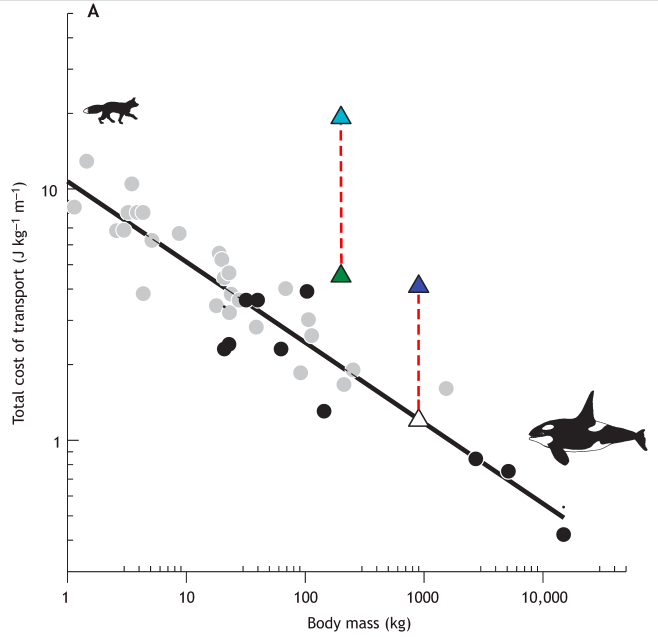 A
Total cost of transport (J kg⁻¹ m⁻¹)
10
1
1
10
100
1000
10,000
Body mass (kg)